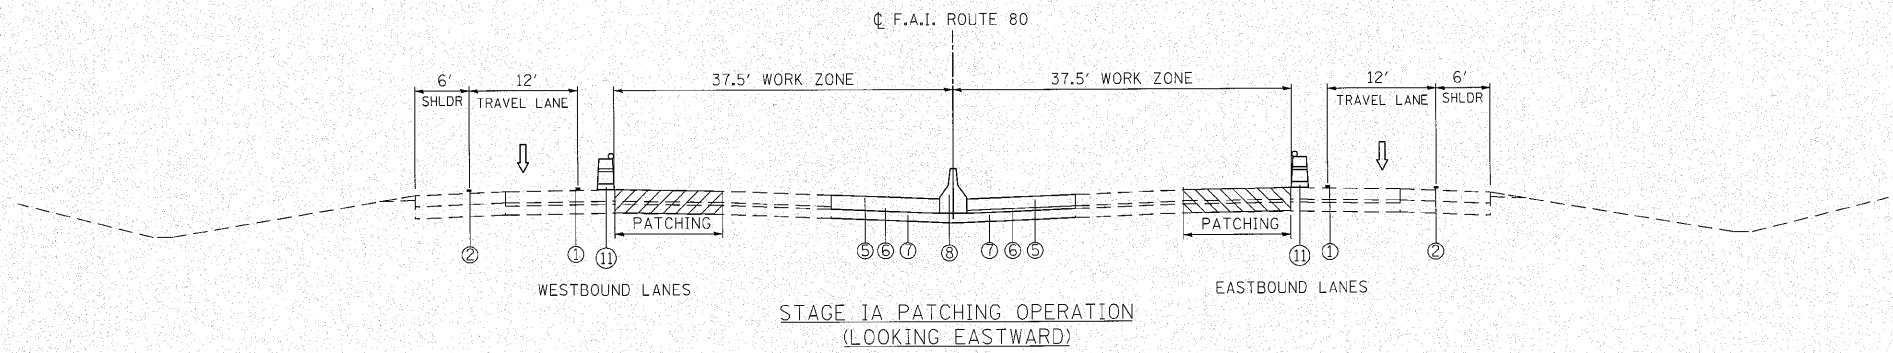 ℄ F.A.I. ROUTE 80
6' 12' 37.5' WORK ZONE 37.5' WORK ZONE 12' 6'
SHLDR TRAVEL LANE TRAVEL LANE SHLDR
PATCHING PATCHING
2 1 11 5 6 7 8 7 6 5 11 1 2
WESTBOUND LANES EASTBOUND LANES
STAGE IA PATCHING OPERATION
(LOOKING EASTWARD)